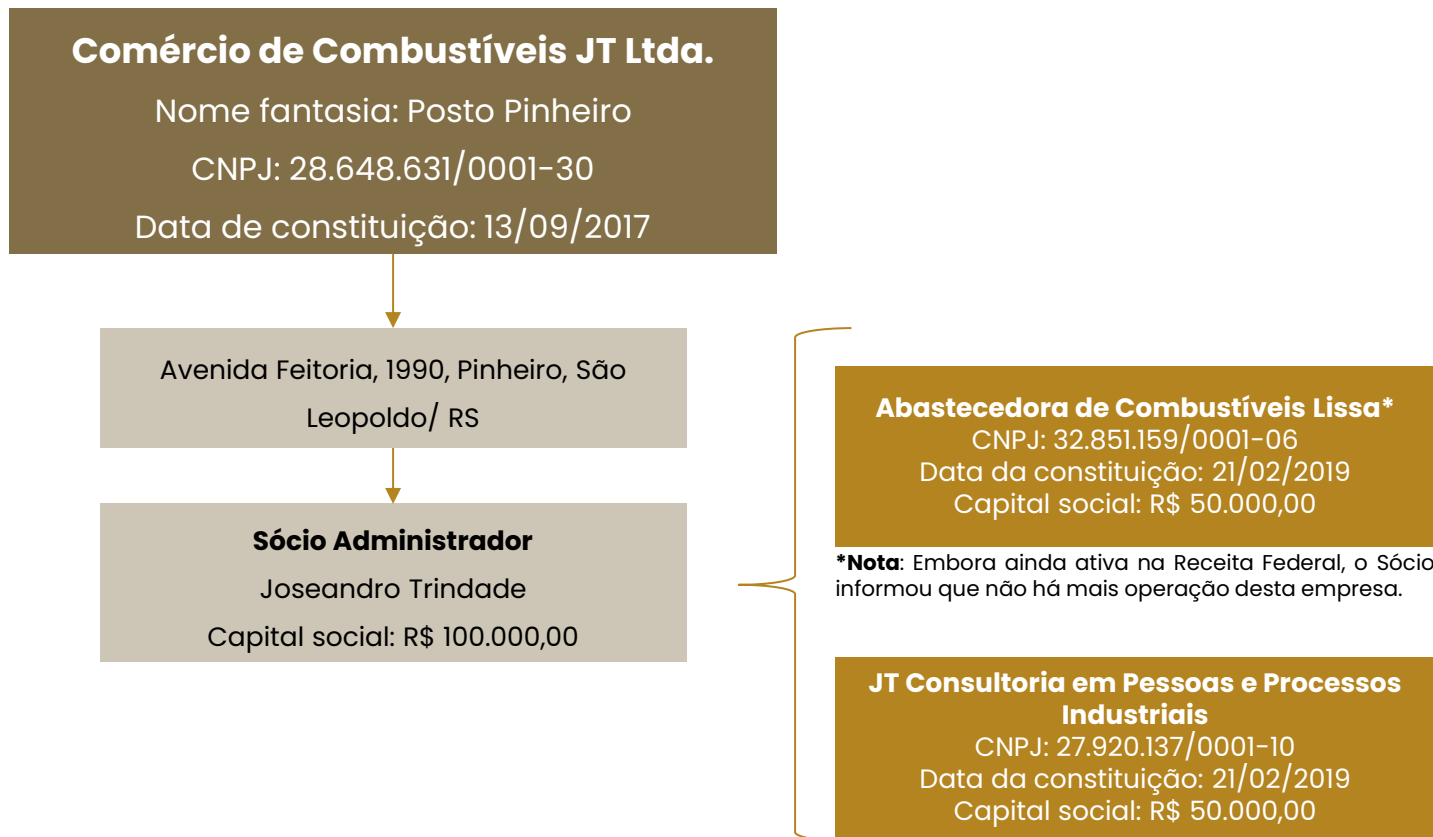 Comércio de Combustíveis JT Ltda.
Nome fantasia: Posto Pinheiro
CNPJ: 28.648.631/0001-30
Data de constituição: 13/09/2017
Avenida Feitoria, 1990, Pinheiro, São
Leopoldo/ RS
Sócio Administrador
Joseandro Trindade
Capital social: R$ 100.000,00
Abastecedora de Combustíveis Lissa*
CNPJ: 32.851.159/0001-06
Data da constituição: 21/02/2019
Capital social: R$ 50.000,00
*Nota: Embora ainda ativa na Receita Federal, o Sócio
informou que não há mais operação desta empresa.
JT Consultoria em Pessoas e Processos
Industriais
CNPJ: 27.920.137/0001-10
Data da constituição: 21/02/2019
Capital social: R$ 50.000,00